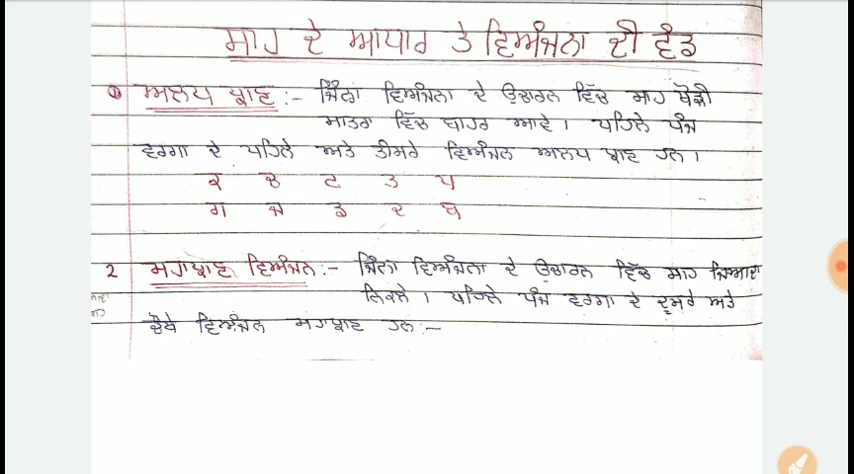 ਸਾਹ ਦੇ ਆਧਾਰ ਤੇ ਵਿਅੰਜਨਾ ਦੀ ਵੰਡ
① ਅਲਪ ਪ੍ਰਾਣ :- ਜਿੰਨਾਂ ਵਿਅੰਜਨਾ ਦੇ ਉਚਾਰਨ ਵਿੱਚ ਸਾਹ ਥੋੜੀ
ਮਾਤਰਾ ਵਿੱਚ ਬਾਹਰ ਆਵੇ। ਪਹਿਲੇ ਪੰਜ
ਵਰਗਾ ਦੇ ਪਹਿਲੇ ਅਤੇ ਤੀਸਰੇ ਵਿਅੰਜਨ ਅਲਪ ਪ੍ਰਾਣ ਹਨ।
ਕ ਚ ਟ ਤ ਪ
ਗ ਜ ਡ ਦ ਬ
2 ਮਹਾਪ੍ਰਾਣ ਵਿਅੰਜਨ :- ਜਿੰਨਾਂ ਵਿਅੰਜਨਾ ਦੇ ਉਚਾਰਨ ਵਿੱਚ ਸਾਹ ਜਿਆਦਾ
ਨਿਕਲੇ। ਪਹਿਲੇ ਪੰਜ ਵਰਗਾ ਦੇ ਦੂਸਰੇ ਅਤੇ
ਚੌਥੇ ਵਿਅੰਜਨ ਮਹਾਪ੍ਰਾਣ ਹਨ :-